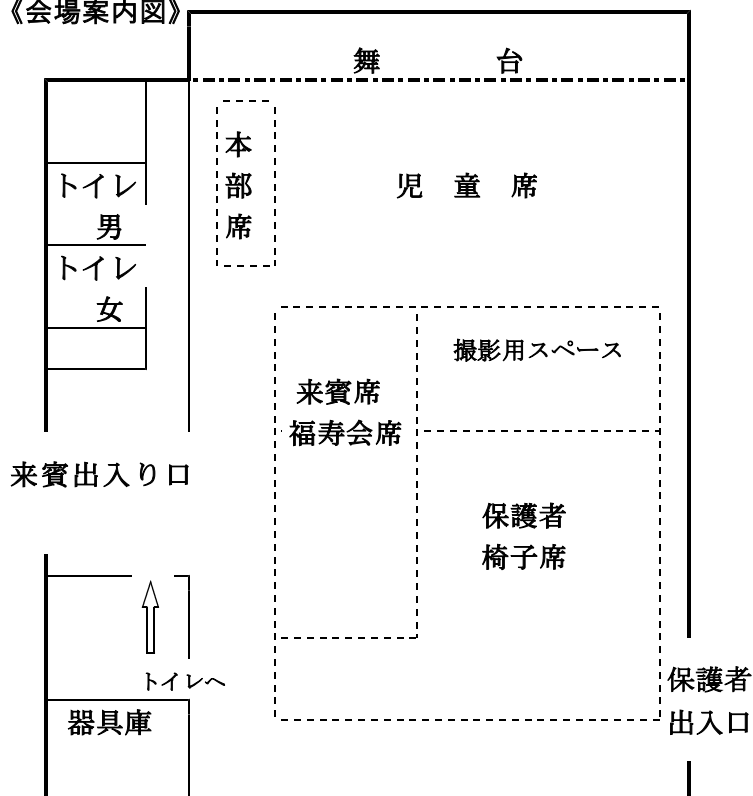 《会場案内図》
舞 台
本部席
児 童 席
トイレ
男
トイレ
女
撮影用スペース
来賓席
福寿会席
来賓出入り口
保護者
椅子席
トイレへ
器具庫
保護者
出入口